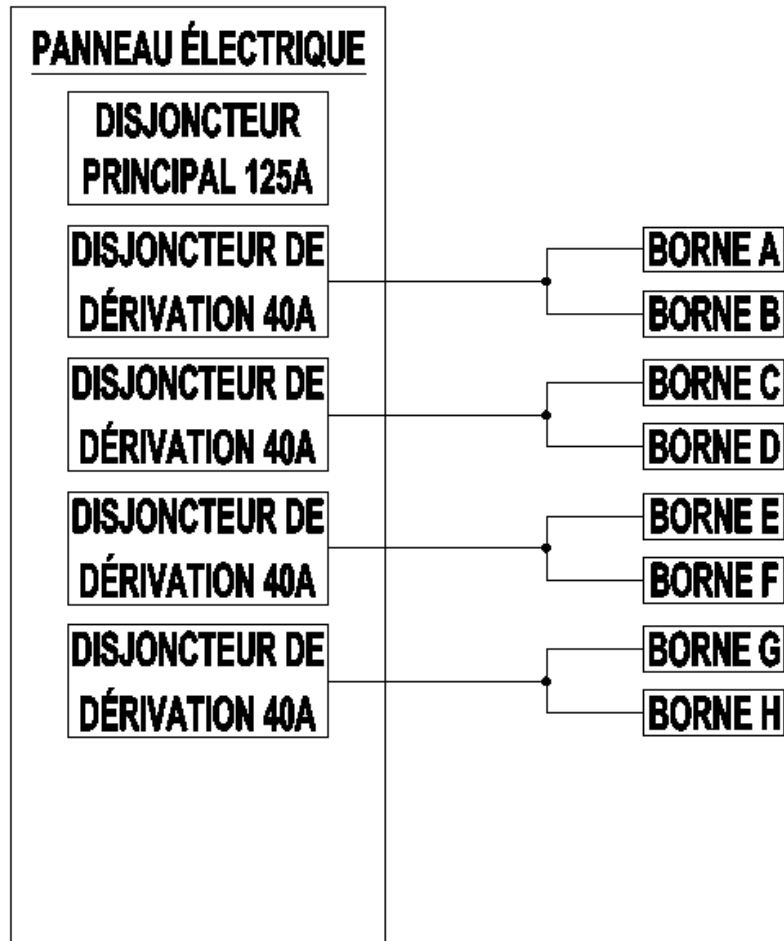 PANNEAU ÉLECTRIQUE
DISJONCTEUR
PRINCIPAL 125A
DISJONCTEUR DE
DÉRIVATION 40A
BORNE A
BORNE B
DISJONCTEUR DE
DÉRIVATION 40A
BORNE C
BORNE D
DISJONCTEUR DE
DÉRIVATION 40A
BORNE E
BORNE F
DISJONCTEUR DE
DÉRIVATION 40A
BORNE G
BORNE H